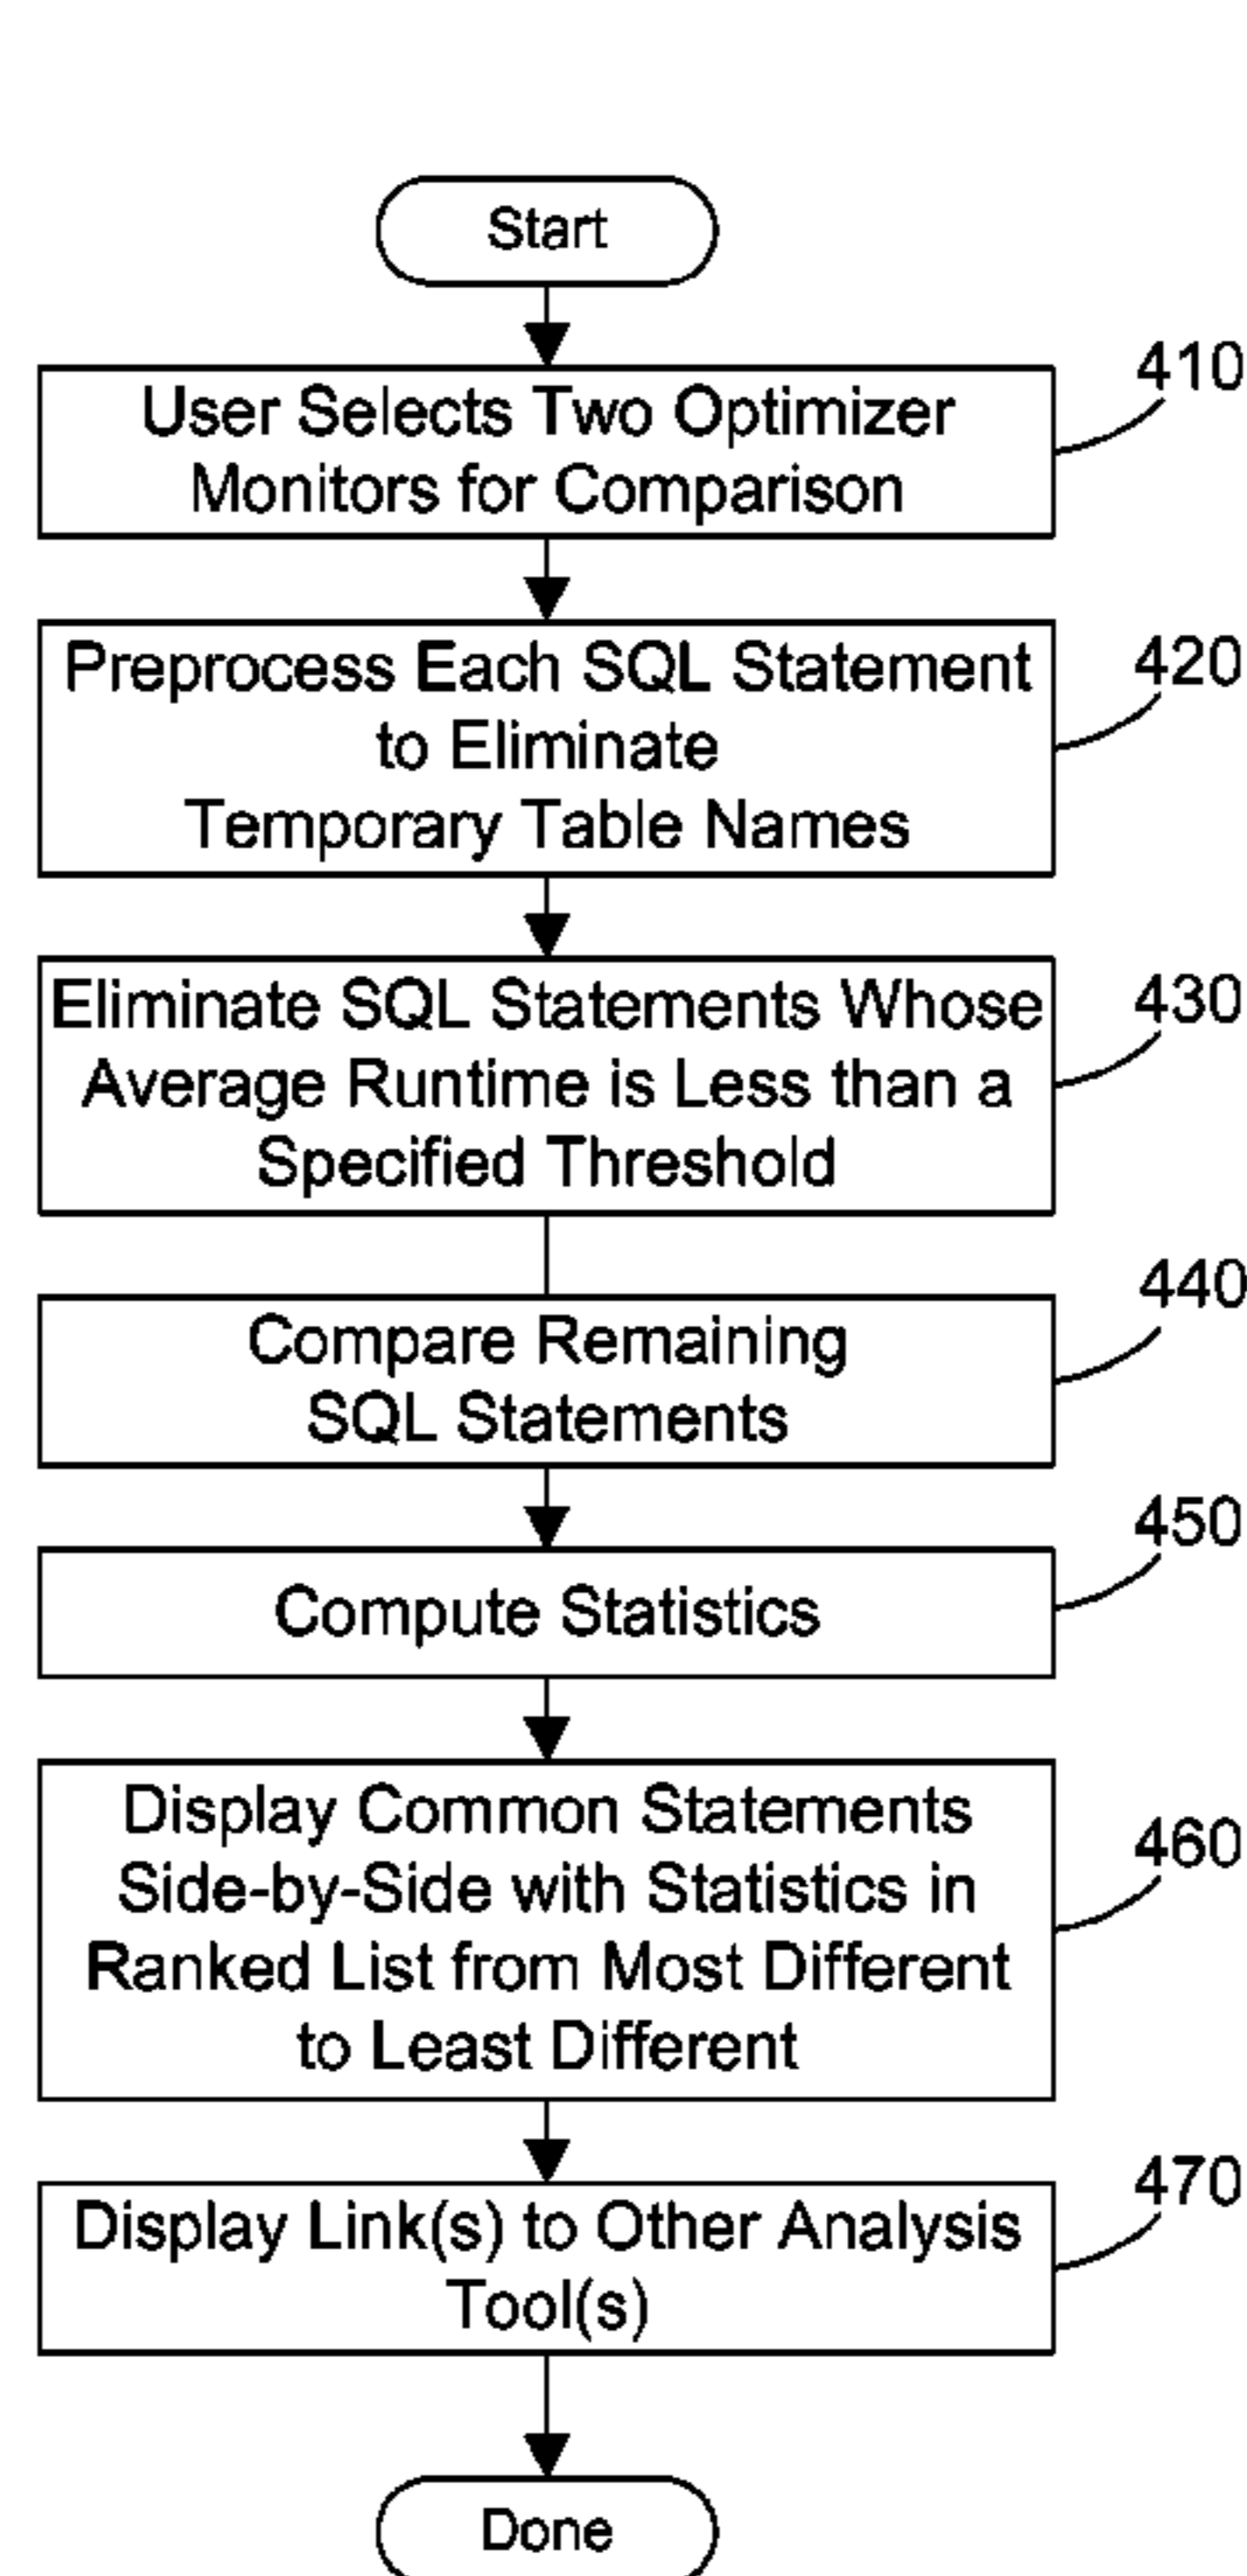 Start
410
User Selects Two Optimizer
Monitors for Comparison
420
Preprocess Each SQL Statement
to Eliminate
Temporary Table Names
430
Eliminate SQL Statements Whose
Average Runtime is Less than a
Specified Threshold
440
Compare Remaining
SQL Statements
450
Compute Statistics
460
Display Common Statements
Side-by-Side with Statistics in
Ranked List from Most Different
to Least Different
470
Display Link(s) to Other Analysis
Tool(s)
Done